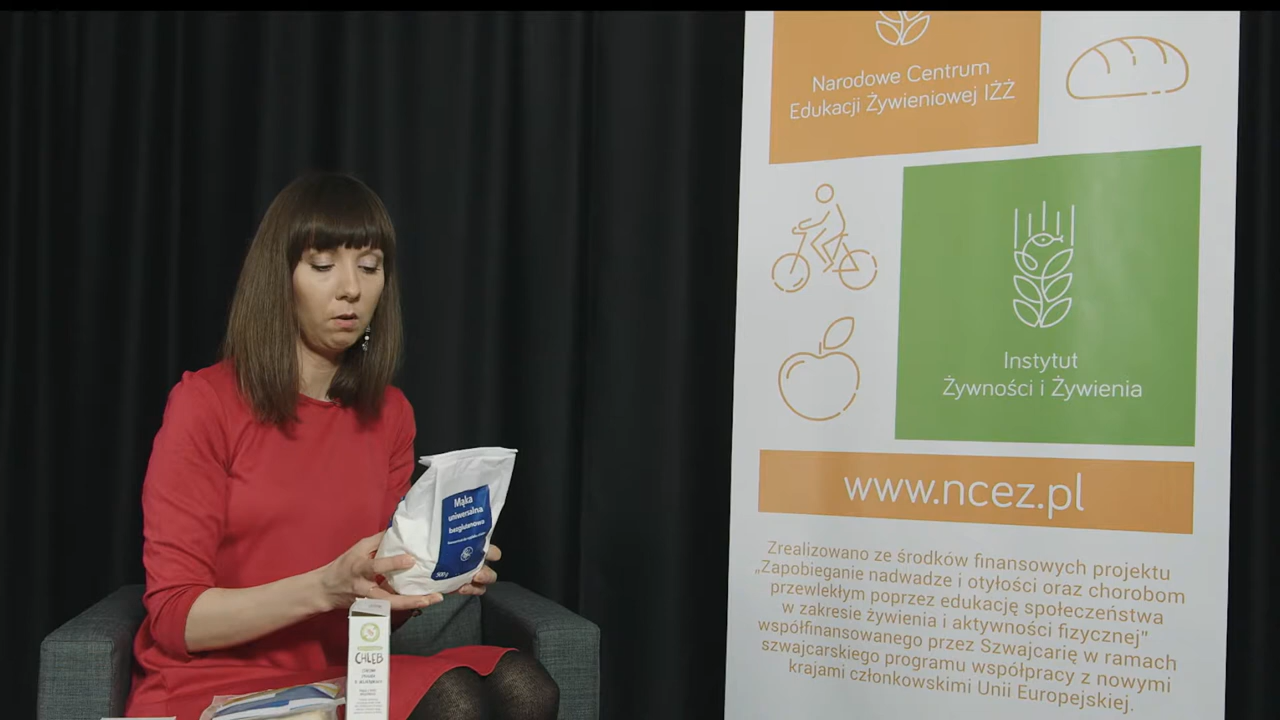 Narodowe Centrum
Edukacji Żywieniowej IŻŻ
Instytut
Żywności i Żywienia
www.ncez.pl
Zrealizowano ze środków finansowych projektu
„Zapobieganie nadwadze i otyłości oraz chorobom
przewlekłym poprzez edukację społeczeństwa
w zakresie żywienia i aktywności fizycznej"
współfinansowanego przez Szwajcarię w ramach
szwajcarskiego programu współpracy z nowymi
krajami członkowskimi Unii Europejskiej.
Mąka
uniwersalna
bezglutenowa
500 g
CHLEB